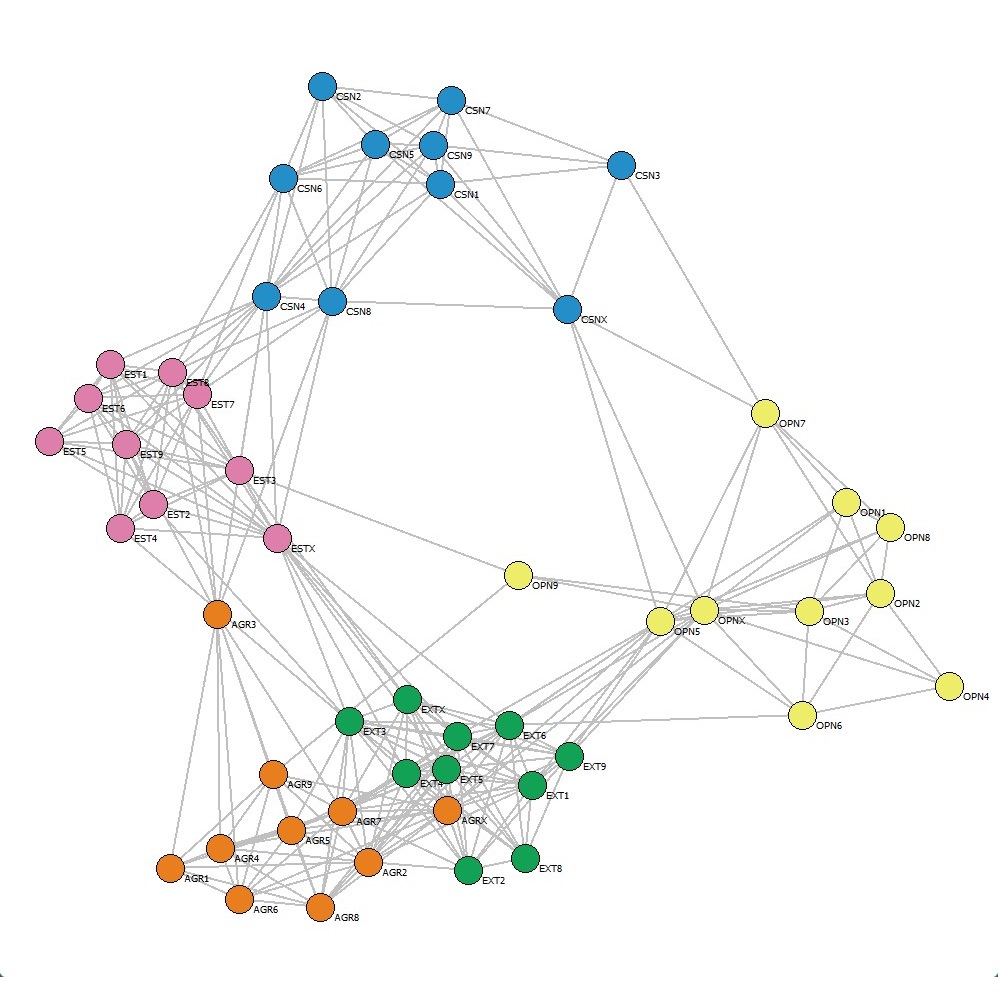 CSN2
CSN7
CSN5
CSN9
CSN3
CSN6
CSN1
CSN4
CSN8
CSNX
EST1
EST8
EST7
EST6
OPN7
EST5
EST9
EST3
EST2
OPN1
EST4
OPN8
ESTX
OPN9
OPN2
AGR3
OPN5
OPNX
OPN3
OPN4
EXTX
EXT3
OPN6
EXT7
EXT6
EXT9
AGR9
EXT4
EXT5
EXT1
AGR7
AGRX
AGR5
AGR4
AGR1
AGR2
EXT2
EXT8
AGR6
AGR8